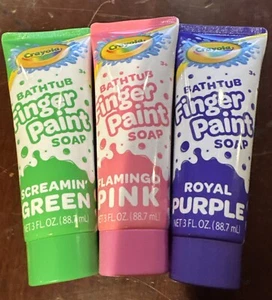 Crayola
BATHTUB
Finger
Paint
SOAP
SCREAMIN'
GREEN
NET 3 FL. OZ. (88.7 mL)
Crayola
3+
BATHTUB
Finger
Paint
SOAP
FLAMINGO
PINK
NET 3 FL. OZ. (88.7 mL)
Crayola
3+
BATHTUB
Finger
Paint
SOAP
ROYAL
PURPLE
NET 3 FL. OZ. (88.7 mL)